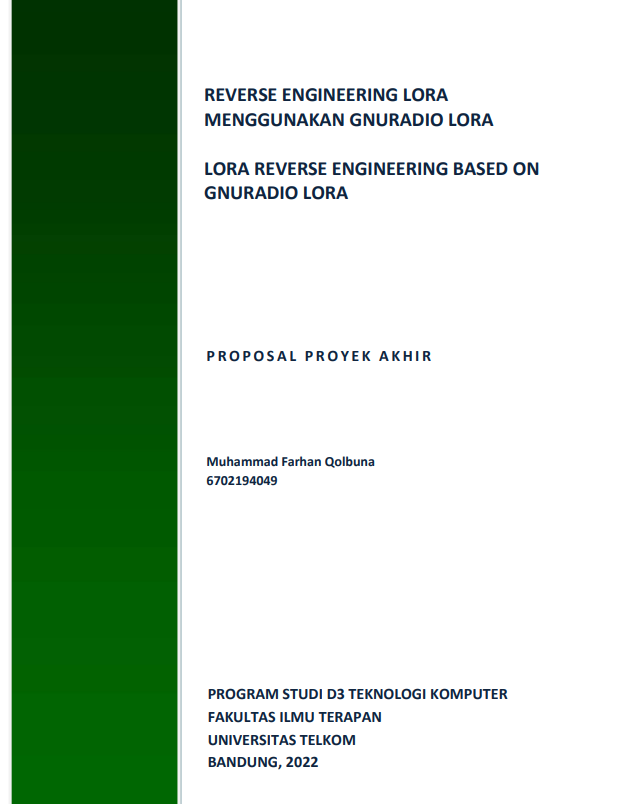 REVERSE ENGINEERING LORA
MENGGUNAKAN GNURADIO LORA
LORA REVERSE ENGINEERING BASED ON
GNURADIO LORA
PROPOSAL PROYEK AKHIR
Muhammad Farhan Qolbuna
6702194049
PROGRAM STUDI D3 TEKNOLOGI KOMPUTER
FAKULTAS ILMU TERAPAN
UNIVERSITAS TELKOM
BANDUNG, 2022